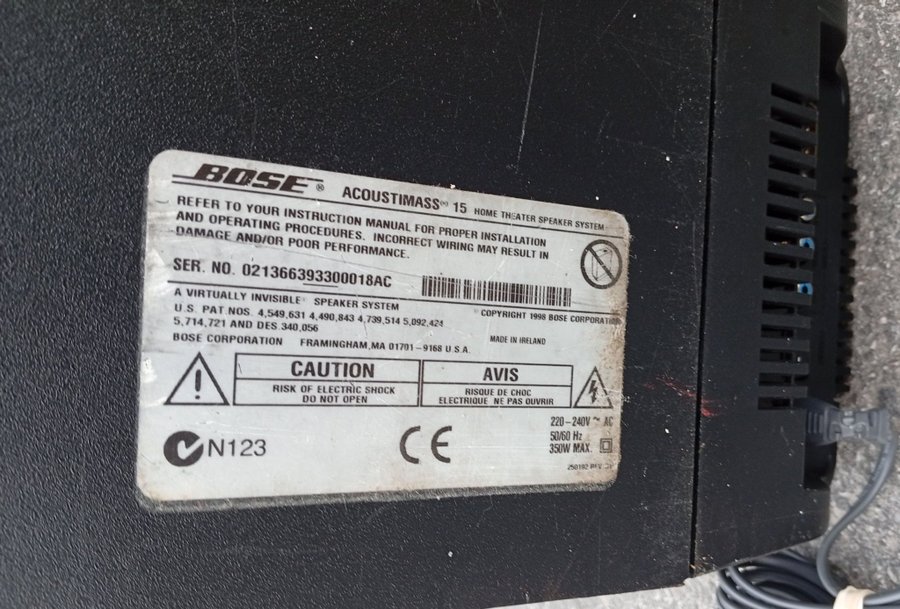 BOSE® ACOUSTIMASS® 15 HOME THEATER SPEAKER SYSTEM
REFER TO YOUR INSTRUCTION MANUAL FOR PROPER INSTALLATION
AND OPERATING PROCEDURES. INCORRECT WIRING MAY RESULT IN
DAMAGE AND/OR POOR PERFORMANCE.
SER. NO. 021366393300018AC
A VIRTUALLY INVISIBLE® SPEAKER SYSTEM
©COPYRIGHT 1998 BOSE CORPORATION
U.S. PAT.NOS. 4,549,631 4,490,843 4,739,514 5,092,424
5,714,721 AND DES. 340,056
BOSE CORPORATION FRAMINGHAM,MA 01701-9168 U.S.A. MADE IN IRELAND
CAUTION
RISK OF ELECTRIC SHOCK
DO NOT OPEN
AVIS
RISQUE DE CHOC
ELECTRIQUE NE PAS OUVRIR
N123
CE
220-240V ~ AC
50/60 Hz
350W MAX.
250192 REV.